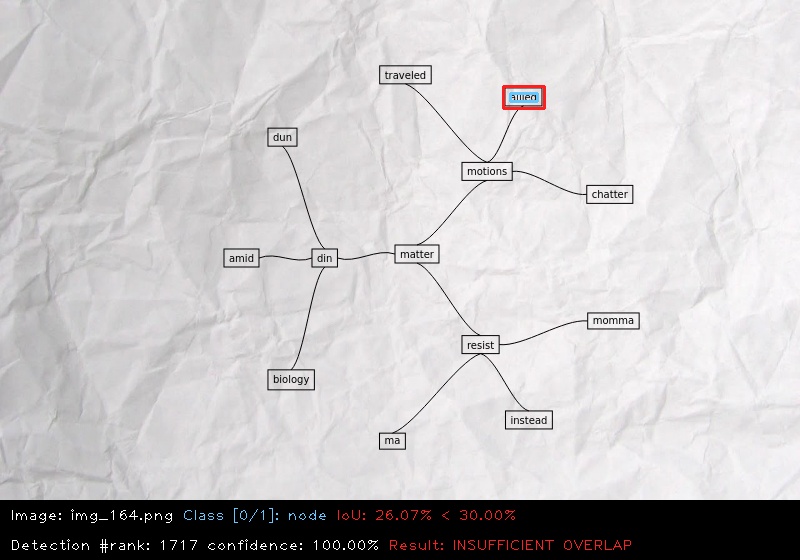 traveled
dun
motions
chatter
amid
din
matter
momma
resist
biology
instead
ma
Image: img_164.png Class [0/1]: node IoU: 26.07% < 30.00%
Detection #rank: 1717 confidence: 100.00% Result: INSUFFICIENT OVERLAP